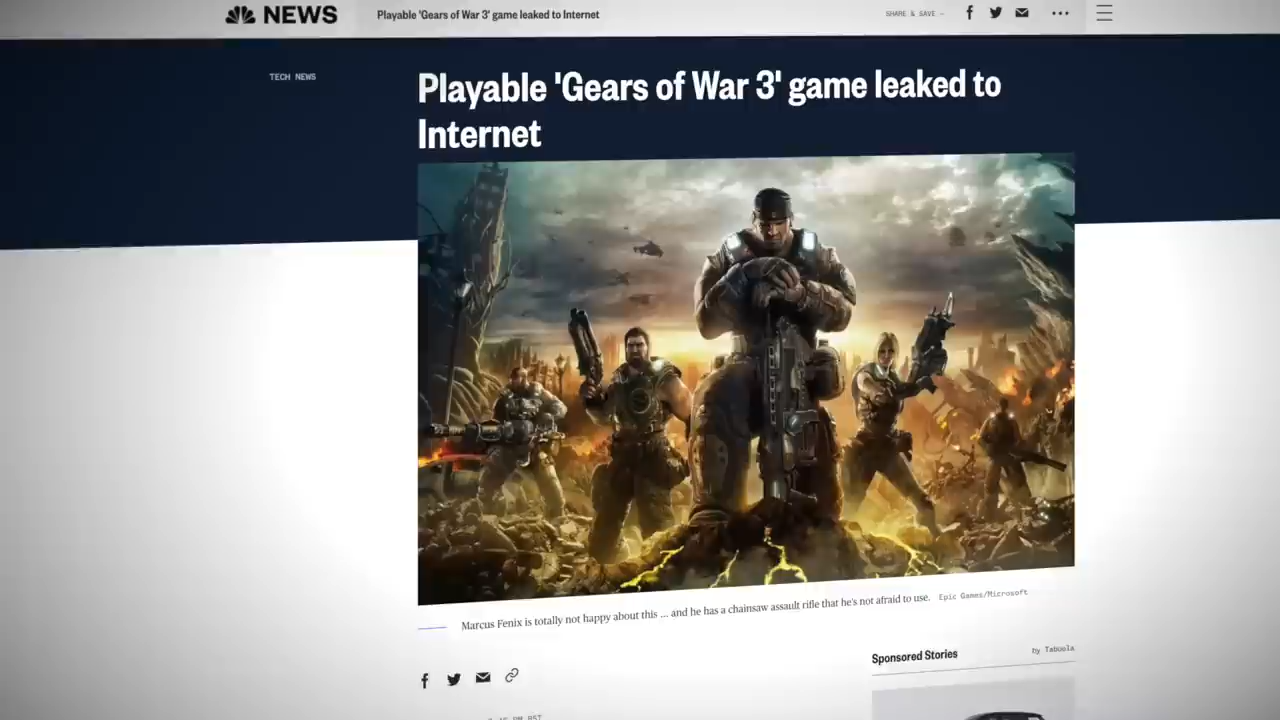 NEWS
Playable 'Gears of War 3' game leaked to Internet
SHARE & SAVE
TECH NEWS
Playable 'Gears of War 3' game leaked to
Internet
Marcus Fenix is totally not happy about this ... and he has a chainsaw assault rifle that he's not afraid to use. Epic Games/Microsoft
Sponsored Stories
by Taboola